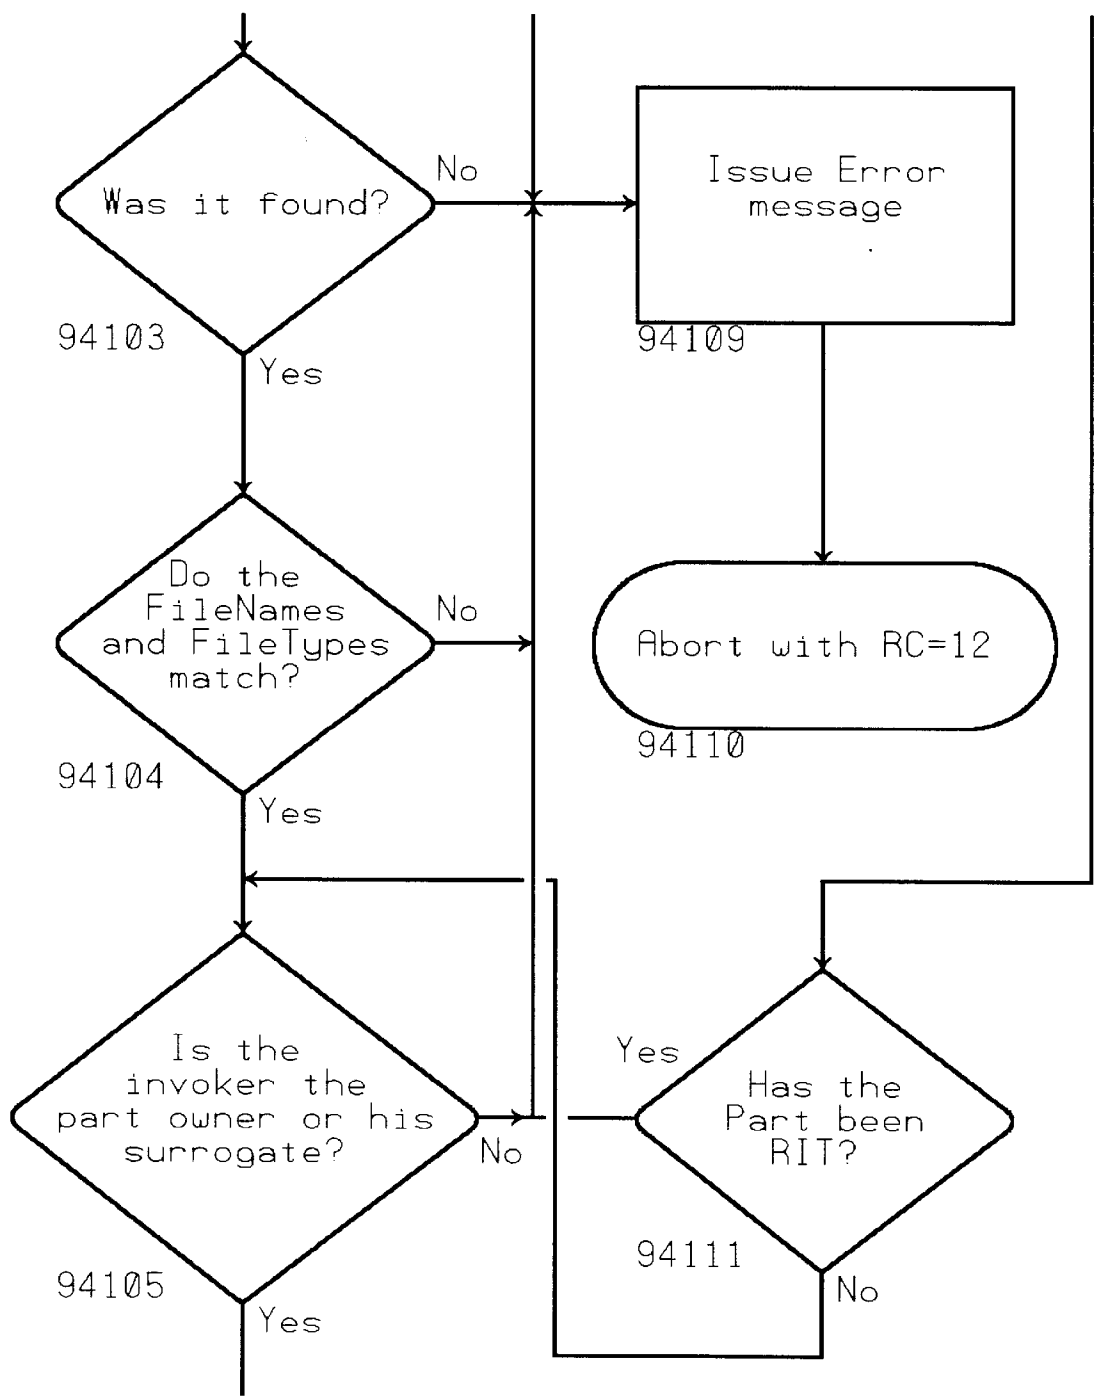 Was it found?
No
94103
Yes
Issue Error
message
94109
Do the
FileNames
and FileTypes
match?
No
94104
Yes
Abort with RC=12
94110
Is the
invoker the
part owner or his
surrogate?
No
94105
Yes
Yes
Has the
Part been
RIT?
94111
No